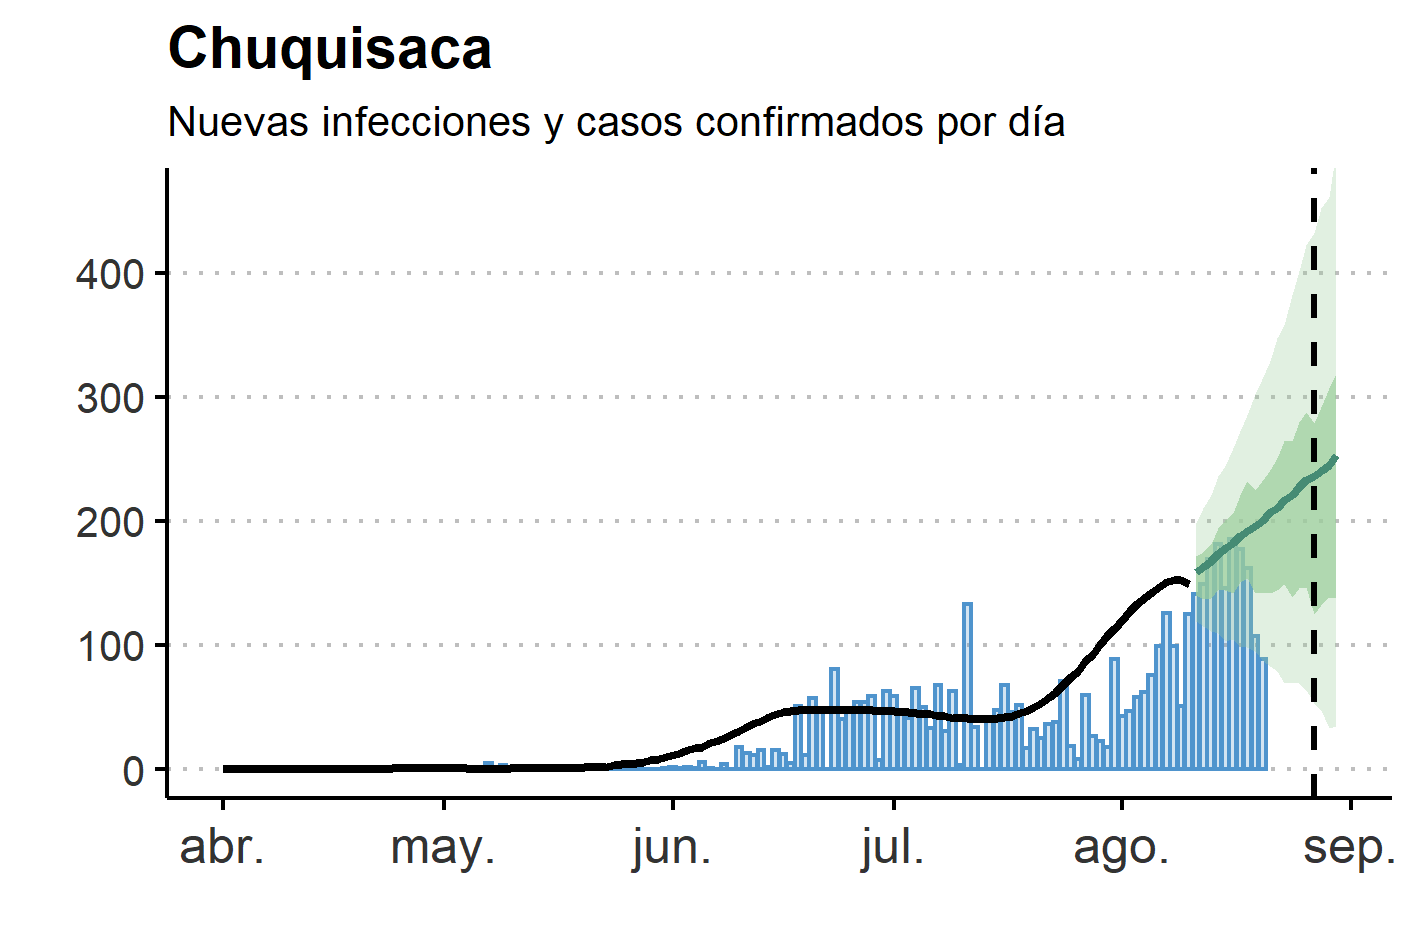 Chuquisaca
Nuevas infecciones y casos confirmados por día
400
300
200
100
0
abr. may. jun. jul. ago. sep.